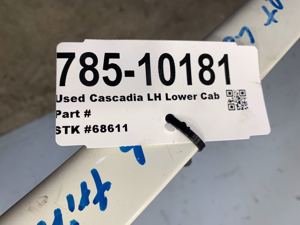 785-10181
Used Cascadia LH Lower Cab
Part #
STK #68611